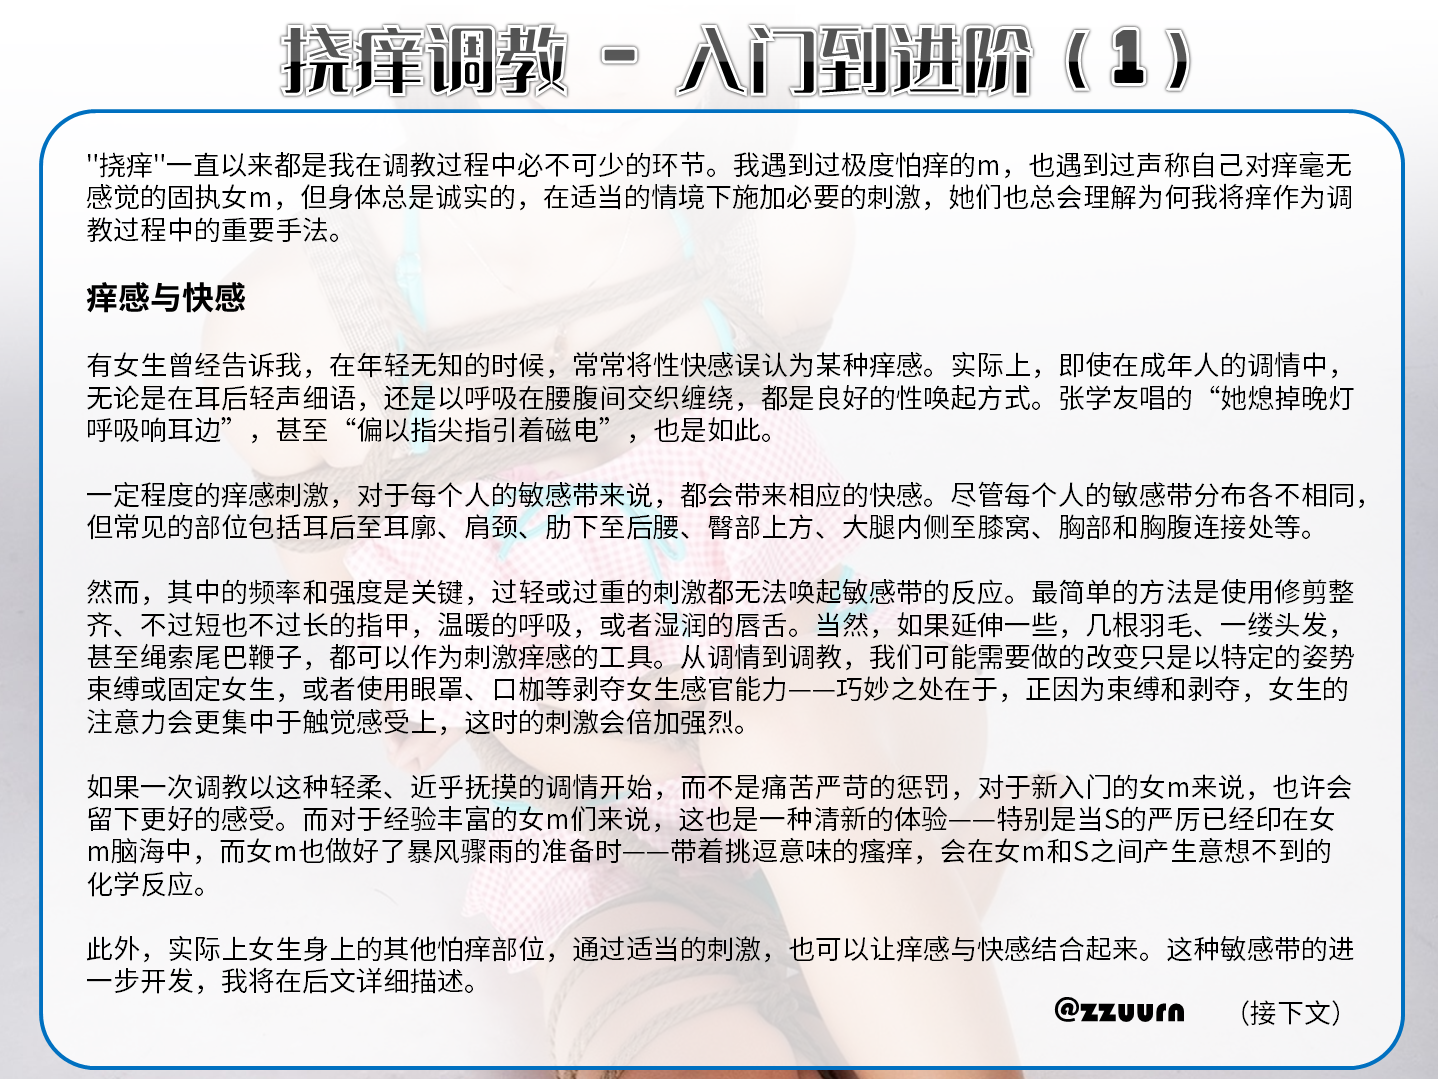 挠痒调教 - 入门到进阶（1）
"挠痒"一直以来都是我在调教过程中必不可少的环节。我遇到过极度怕痒的m，也遇到过声称自己对痒毫无
感觉的固执女m，但身体总是诚实的，在适当的情境下施加必要的刺激，她们也总会理解为何我将痒作为调
教过程中的重要手法。
痒感与快感
有女生曾经告诉我，在年轻无知的时候，常常将性快感误认为某种痒感。实际上，即使在成年人的调情中，
无论是在耳后轻声细语，还是以呼吸在腰腹间交织缠绕，都是良好的性唤起方式。张学友唱的“她熄掉晚灯
呼吸响耳边”，甚至“偏以指尖指引着磁电”，也是如此。
一定程度的痒感刺激，对于每个人的敏感带来说，都会带来相应的快感。尽管每个人的敏感带分布各不相同，
但常见的部位包括耳后至耳廓、肩颈、肋下至后腰、臀部上方、大腿内侧至膝窝、胸部和胸腹连接处等。
然而，其中的频率和强度是关键，过轻或过重的刺激都无法唤起敏感带的反应。最简单的方法是使用修剪整
齐、不过短也不过长的指甲，温暖的呼吸，或者湿润的唇舌。当然，如果延伸一些，几根羽毛、一缕头发，
甚至绳索尾巴鞭子，都可以作为刺激痒感的工具。从调情到调教，我们可能需要做的改变只是以特定的姿势
束缚或固定女生，或者使用眼罩、口枷等剥夺女生感官能力——巧妙之处在于，正因为束缚和剥夺，女生的
注意力会更集中于触觉感受上，这时的刺激会倍加强烈。
如果一次调教以这种轻柔、近乎抚摸的调情开始，而不是痛苦严苛的惩罚，对于新入门的女m来说，也许会
留下更好的感受。而对于经验丰富的女m们来说，这也是一种清新的体验——特别是当S的严厉已经印在女
m脑海中，而女m也做好了暴风骤雨的准备时——带着挑逗意味的瘙痒，会在女m和S之间产生意想不到的
化学反应。
此外，实际上女生身上的其他怕痒部位，通过适当的刺激，也可以让痒感与快感结合起来。这种敏感带的进
一步开发，我将在后文详细描述。
@zzuurn （接下文）